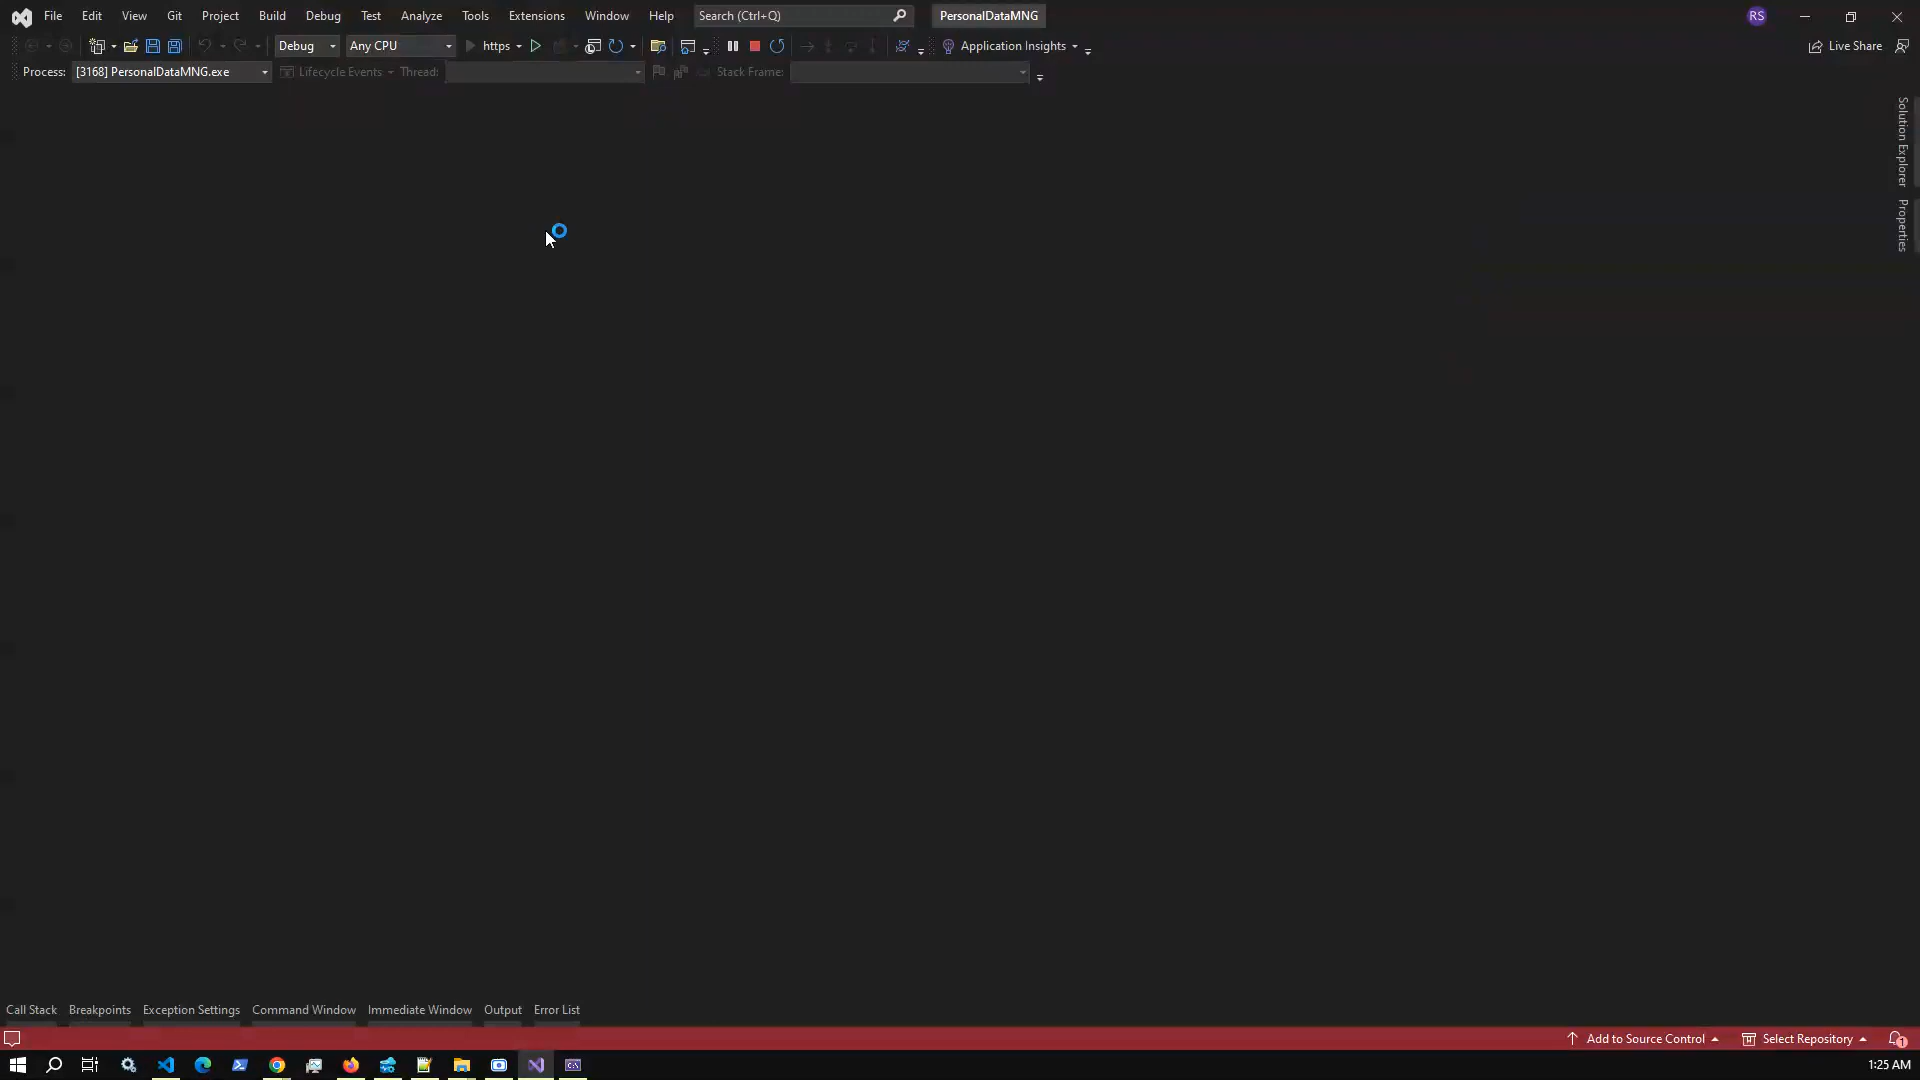 File Edit View Git Project Build Debug Test Analyze Tools Extensions Window Help Search (Ctrl+Q) PersonalDataMNG RS
Debug Any CPU https Application Insights Live Share
Process: [3168] PersonalDataMNG.exe Lifecycle Events Thread: Stack Frame:
Solution Explorer
Properties
Call Stack Breakpoints Exception Settings Command Window Immediate Window Output Error List
Add to Source Control Select Repository 1
1:25 AM